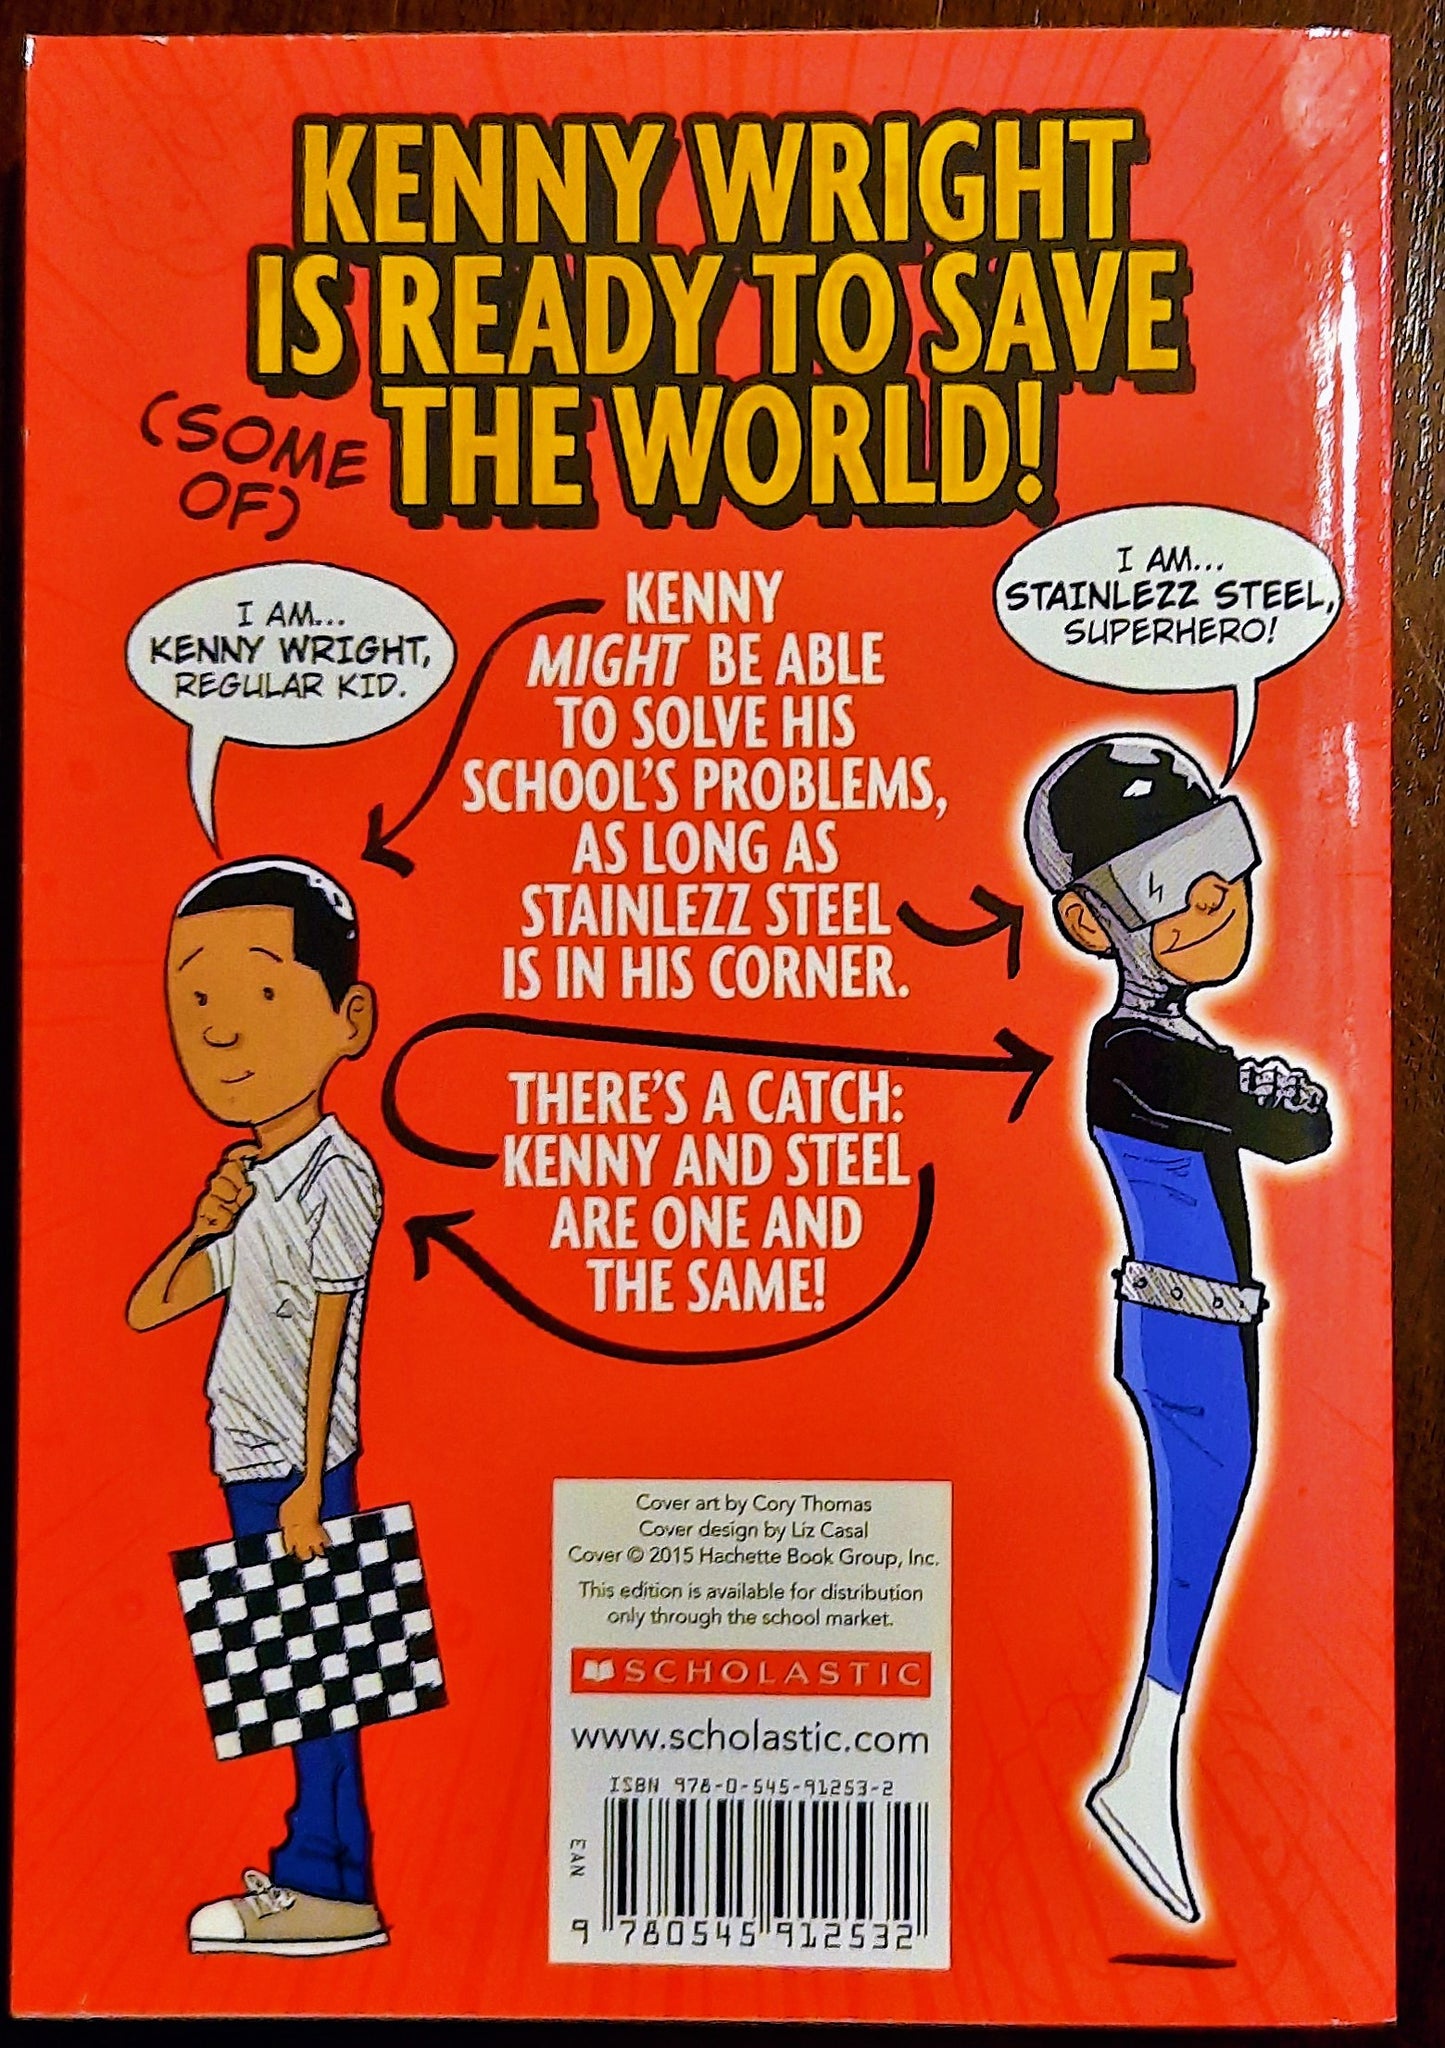 KENNY WRIGHT
IS READY TO SAVE
(SOME
OF)
THE WORLD!
I AM...
KENNY WRIGHT,
REGULAR KID.
I AM...
STAINLEZZ STEEL,
SUPERHERO!
KENNY
MIGHT BE ABLE
TO SOLVE HIS
SCHOOL'S PROBLEMS,
AS LONG AS
STAINLEZZ STEEL
IS IN HIS CORNER.
THERE'S A CATCH:
KENNY AND STEEL
ARE ONE AND
THE SAME!
Cover art by Cory Thomas
Cover design by Liz Casal
Cover © 2015 Hachette Book Group, Inc.
This edition is available for distribution
only through the school market.
SCHOLASTIC
www.scholastic.com
ISBN 978-0-545-91253-2
EAN
9 780545 912532